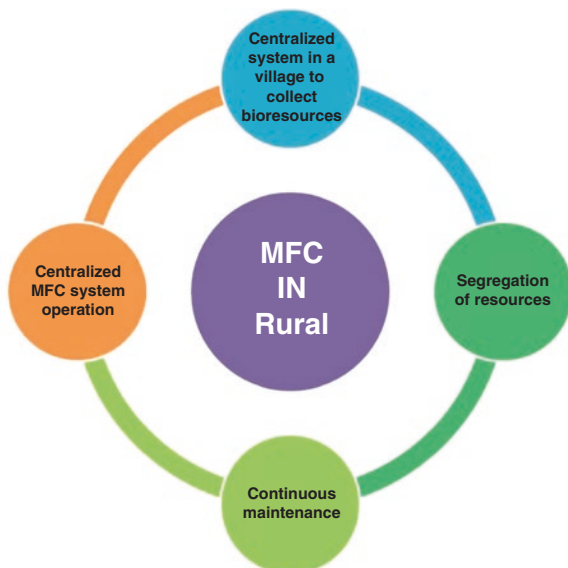 Centralized
system in a
village to
collect
bioresources
MFC
IN
Rural
Centralized
MFC system
operation
Segregation
of resources
Continuous
maintenance